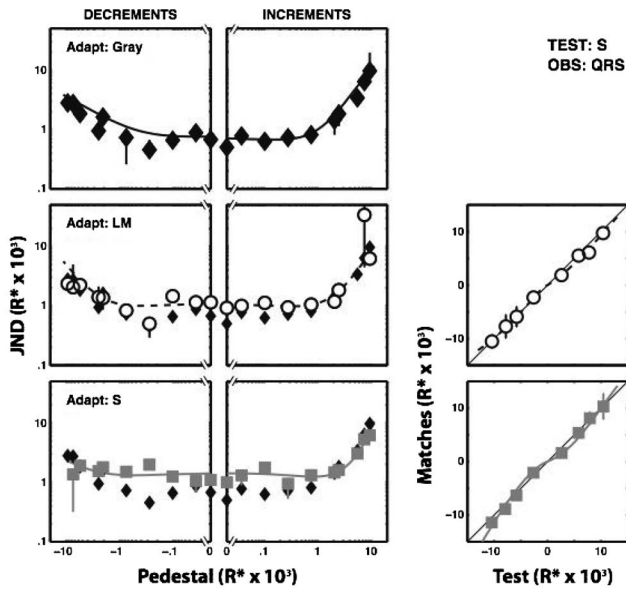 DECREMENTS INCREMENTS
Adapt: Gray
TEST: S
OBS: QRS
10
1
.1
Adapt: LM
10
1
.1
10
0
-10
JND (R* x 10³)
Adapt: S
10
1
.1
10
0
-10
Matches (R* x 10³)
-10 -1 -.1 0 0 .1 1 10
-10 0 10
Pedestal (R* x 10³)
Test (R* x 10³)